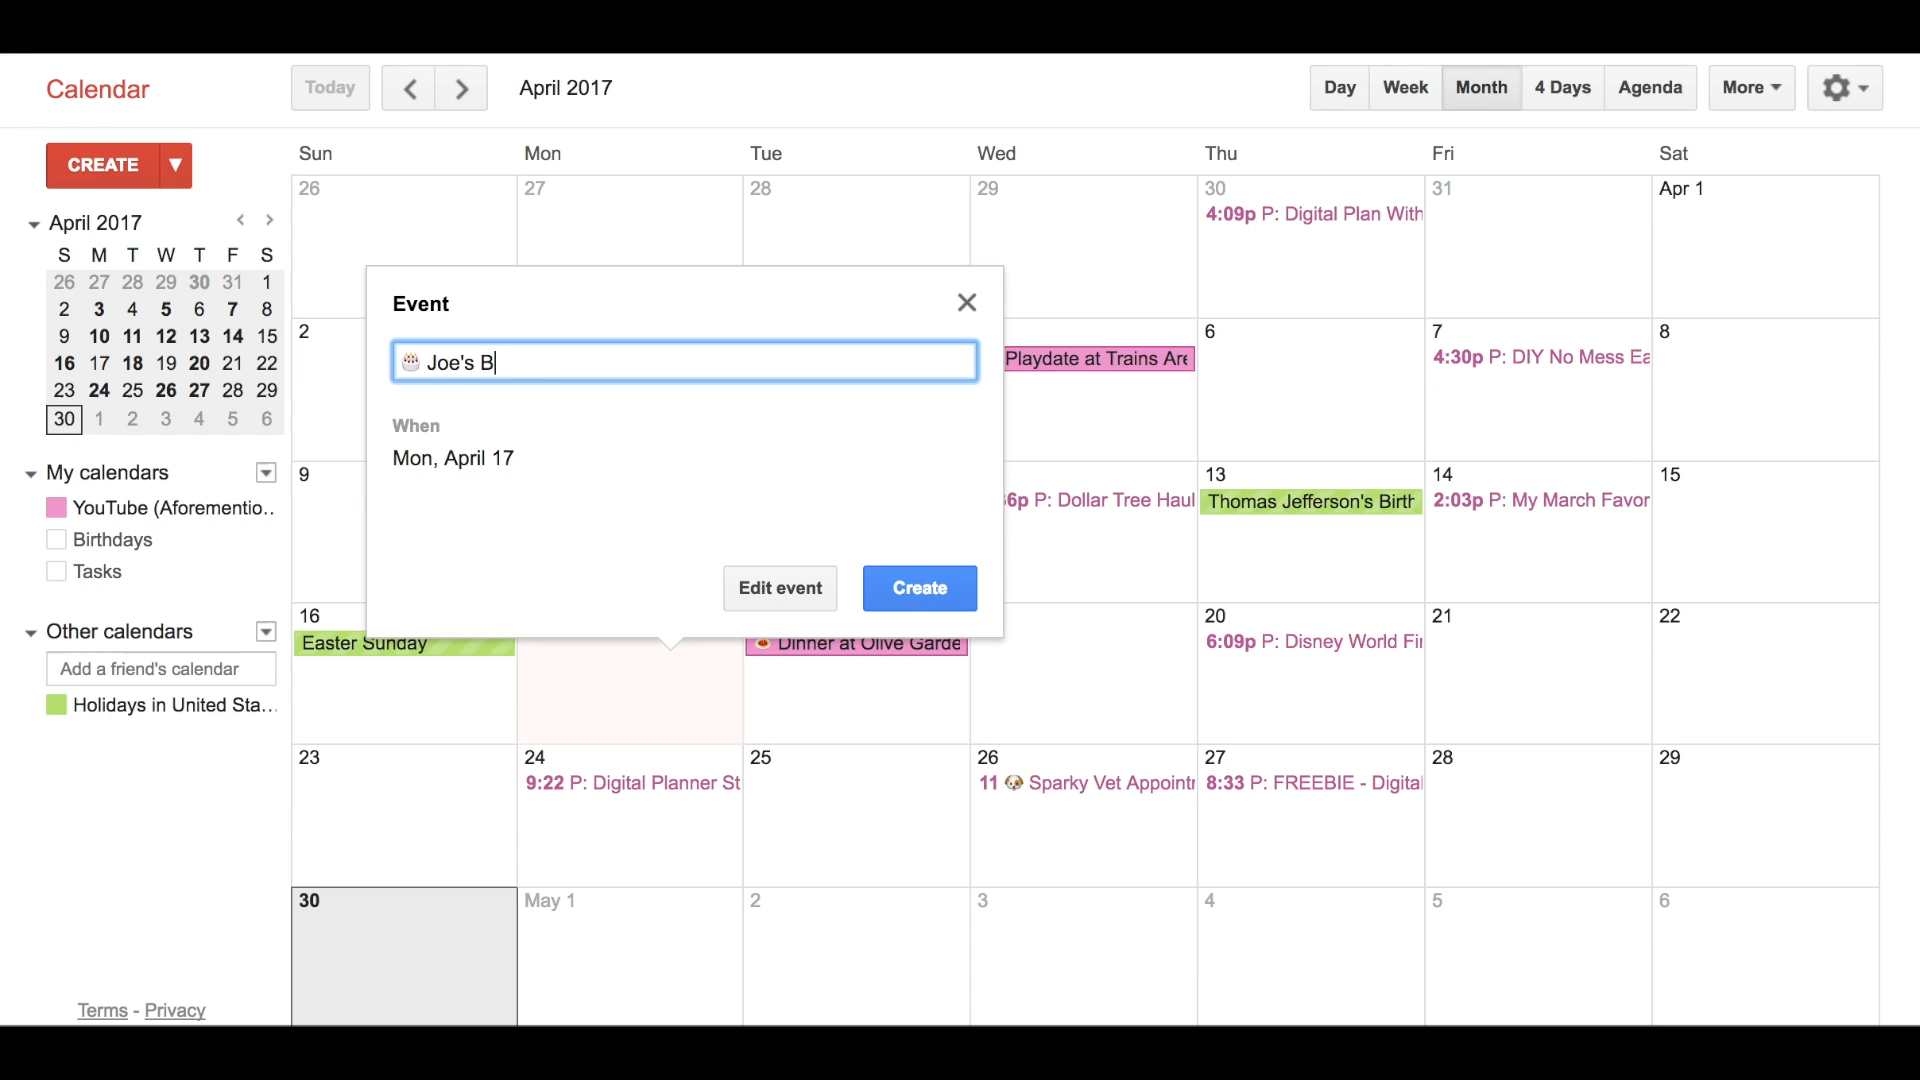 Calendar
Today
April 2017
Day Week Month 4 Days Agenda More
CREATE
April 2017
S M T W T F S
26 27 28 29 30 31 1
2 3 4 5 6 7 8
9 10 11 12 13 14 15
16 17 18 19 20 21 22
23 24 25 26 27 28 29
30 1 2 3 4 5 6
My calendars
YouTube (Aforementio...
Birthdays
Tasks
Other calendars
Add a friend's calendar
Holidays in United Sta...
Terms - Privacy
Sun Mon Tue Wed Thu Fri Sat
26 27 28 29 30 31 Apr 1
4:09p P: Digital Plan With
Event
🎂 Joe's B
When
Mon, April 17
Edit event Create
2 6 7 8
Playdate at Trains Are
4:30p P: DIY No Mess Ea
9 13 14 15
6p P: Dollar Tree Haul
Thomas Jefferson's Birth
2:03p P: My March Favor
16 20 21 22
Easter Sunday
Dinner at Olive Garde
6:09p P: Disney World Fi
23 24 25 26 27 28 29
9:22 P: Digital Planner St
11 🐶 Sparky Vet Appoint
8:33 P: FREEBIE - Digital
30 May 1 2 3 4 5 6